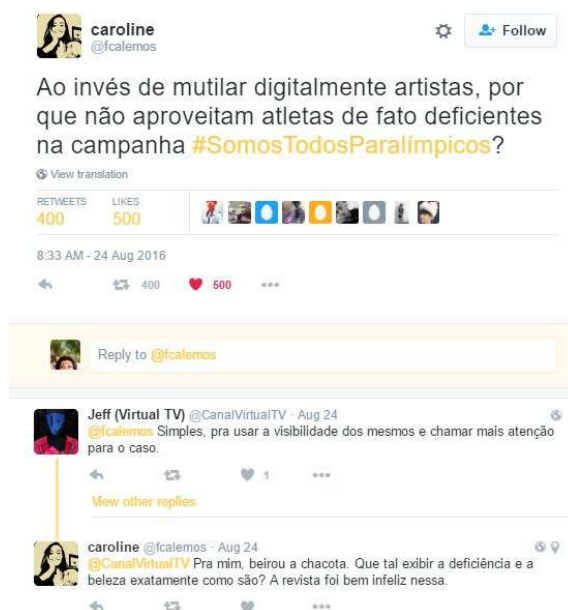 caroline
@fcalemos
Follow
Ao invés de mutilar digitalmente artistas, por
que não aproveitam atletas de fato deficientes
na campanha #SomosTodosParalímpicos?
View translation
RETWEETS LIKES
400 500
8:33 AM - 24 Aug 2016
400 500
Reply to @fcalemos
Jeff (Virtual TV) @CanalVirtualTV · Aug 24
@fcalemos Simples, pra usar a visibilidade dos mesmos e chamar mais atenção
para o caso.
1
View other replies
caroline @fcalemos · Aug 24
@CanalVirtualTV Pra mim, beirou a chacota. Que tal exibir a deficiência e a
beleza exatamente como são? A revista foi bem infeliz nessa.